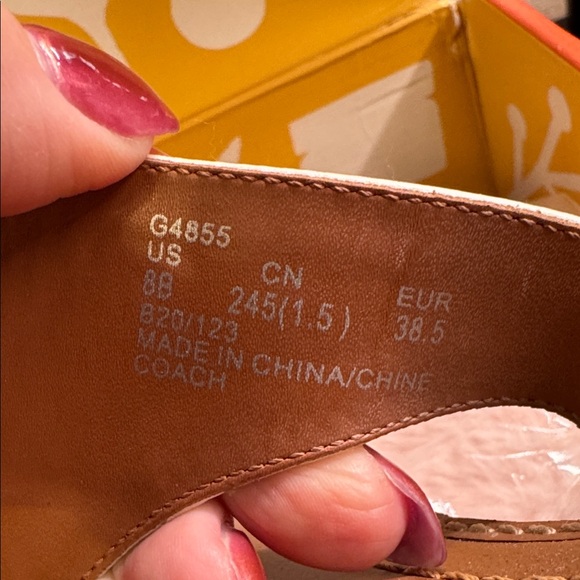 G4855
US CN EUR
8B 245(1.5) 38.5
B20/123
MADE IN CHINA/CHINE
COACH